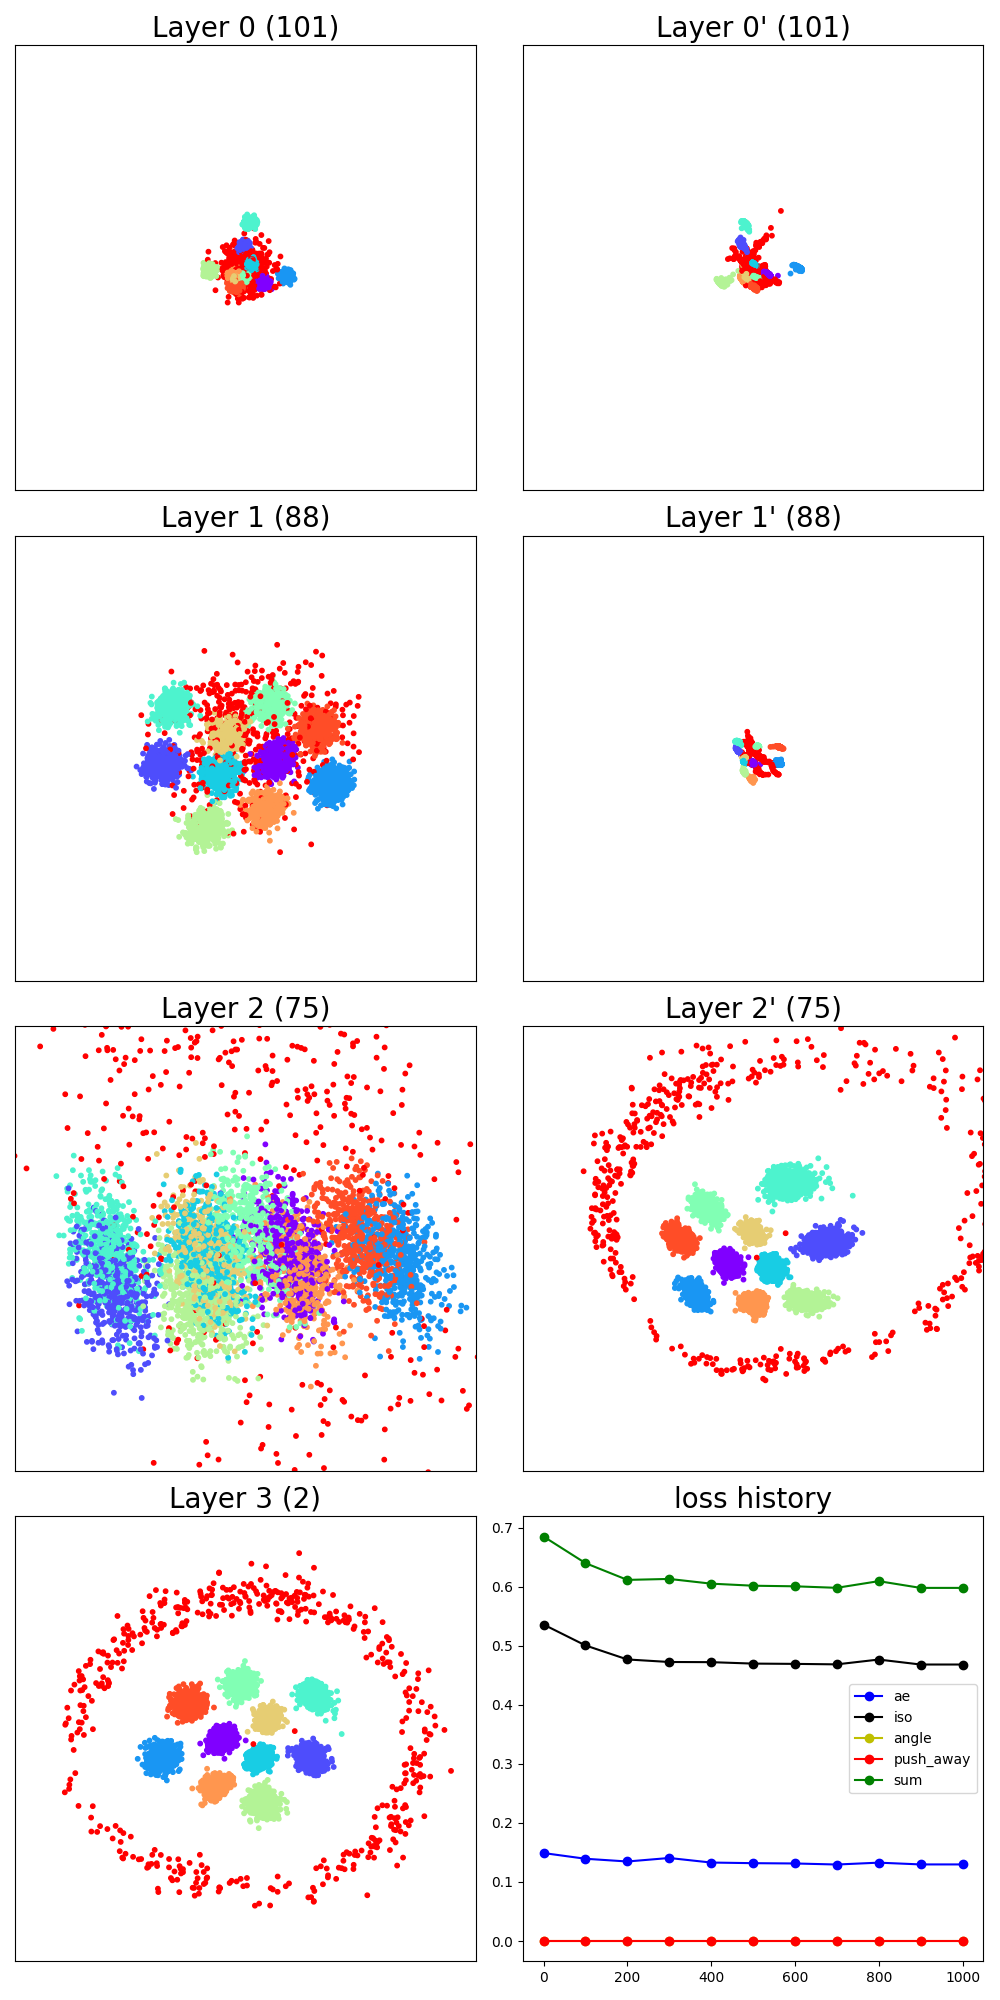 Layer 0 (101)
Layer 0' (101)
Layer 1 (88)
Layer 1' (88)
Layer 2 (75)
Layer 2' (75)
Layer 3 (2)
loss history
0.7
0.6
0.5
0.4
0.3
0.2
0.1
0.0
ae
iso
angle
push_away
sum
0 200 400 600 800 1000